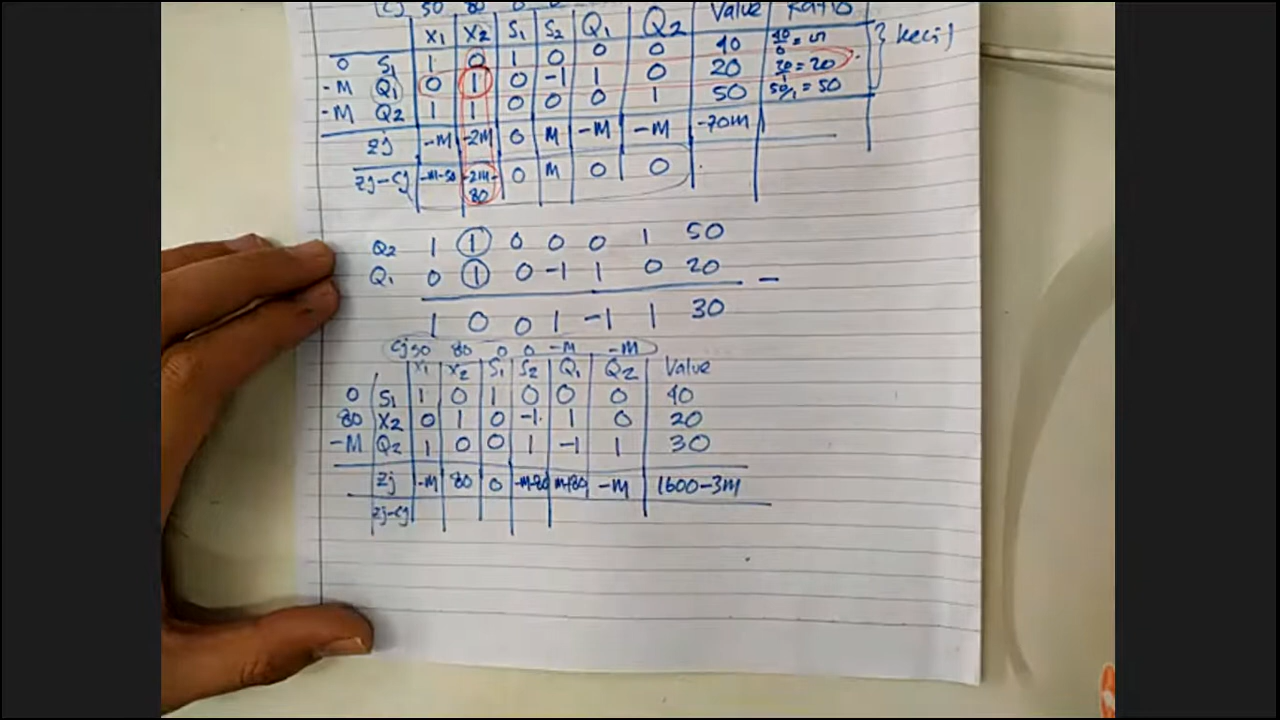 Cj 50 80
X1 X2 S1 S2 Q1 Q2 Value Ratio
0 S1 1 0 1 0 0 0 40 40/0 = ∽
-M Q1 0 1 0 -1 1 0 20 20/1 = 20 } kecil
-M Q2 1 1 0 0 0 1 50 50/1 = 50
Zj -M -2M 0 M -M -M -70M
Zj-Cj -M-50 -2M-80 0 M 0 0
Q2 1 1 0 0 0 1 50
Q1 0 1 0 -1 1 0 20 -
1 0 0 1 -1 1 30
Cj 50 80 0 0 -M -M
X1 X2 S1 S2 Q1 Q2 Value
0 S1 1 0 1 0 0 0 40
80 X2 0 1 0 -1 1 0 20
-M Q2 1 0 0 1 -1 1 30
Zj -M 80 0 -M-80 M+80 -M 1600-3M
Zj-Cj